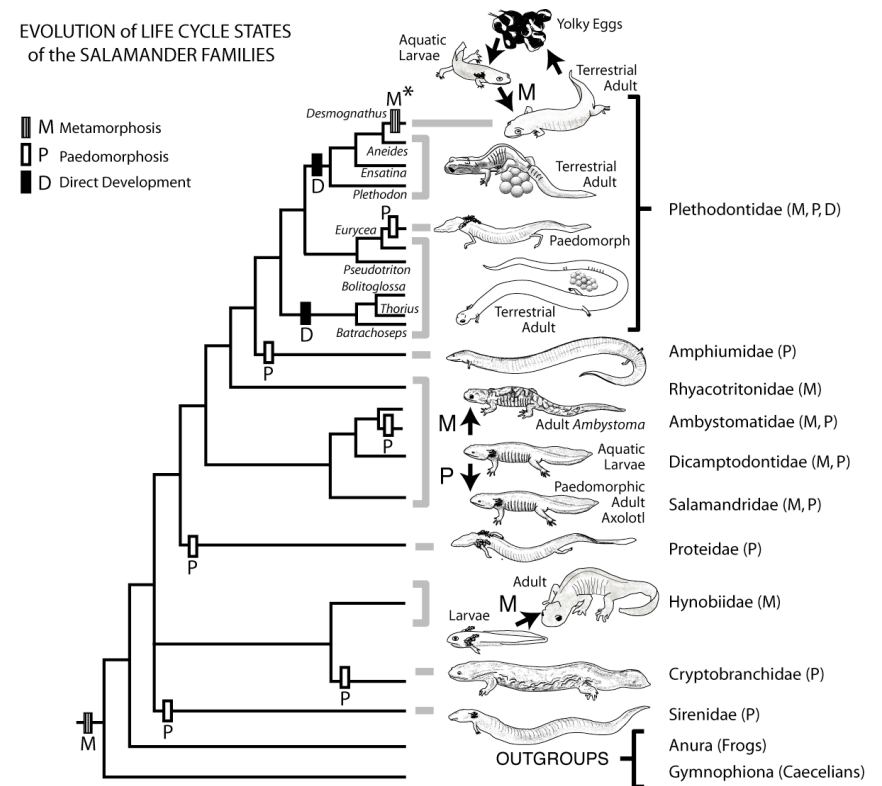 EVOLUTION of LIFE CYCLE STATES
of the SALAMANDER FAMILIES
M Metamorphosis
P Paedomorphosis
D Direct Development
Yolky Eggs
Aquatic
Larvae
M
Terrestrial
Adult
M*
Desmognathus
Aneides
Ensatina
Plethodon
D
Terrestrial
Adult
Plethodontidae (M, P, D)
P
Eurycea
Paedomorph
Pseudotriton
Bolitoglossa
Thorius
Batrachoseps
D
Terrestrial
Adult
P
Amphiumidae (P)
Rhyacotritonidae (M)
M
Adult Ambystoma
Ambystomatidae (M, P)
P
Aquatic
Larvae
Dicamptodontidae (M, P)
P
Paedomorphic
Adult
Axolotl
Salamandridae (M, P)
P
Proteidae (P)
Adult
M
Larvae
Hynobiidae (M)
P
Cryptobranchidae (P)
P
Sirenidae (P)
M
OUTGROUPS
Anura (Frogs)
Gymnophiona (Caecelians)